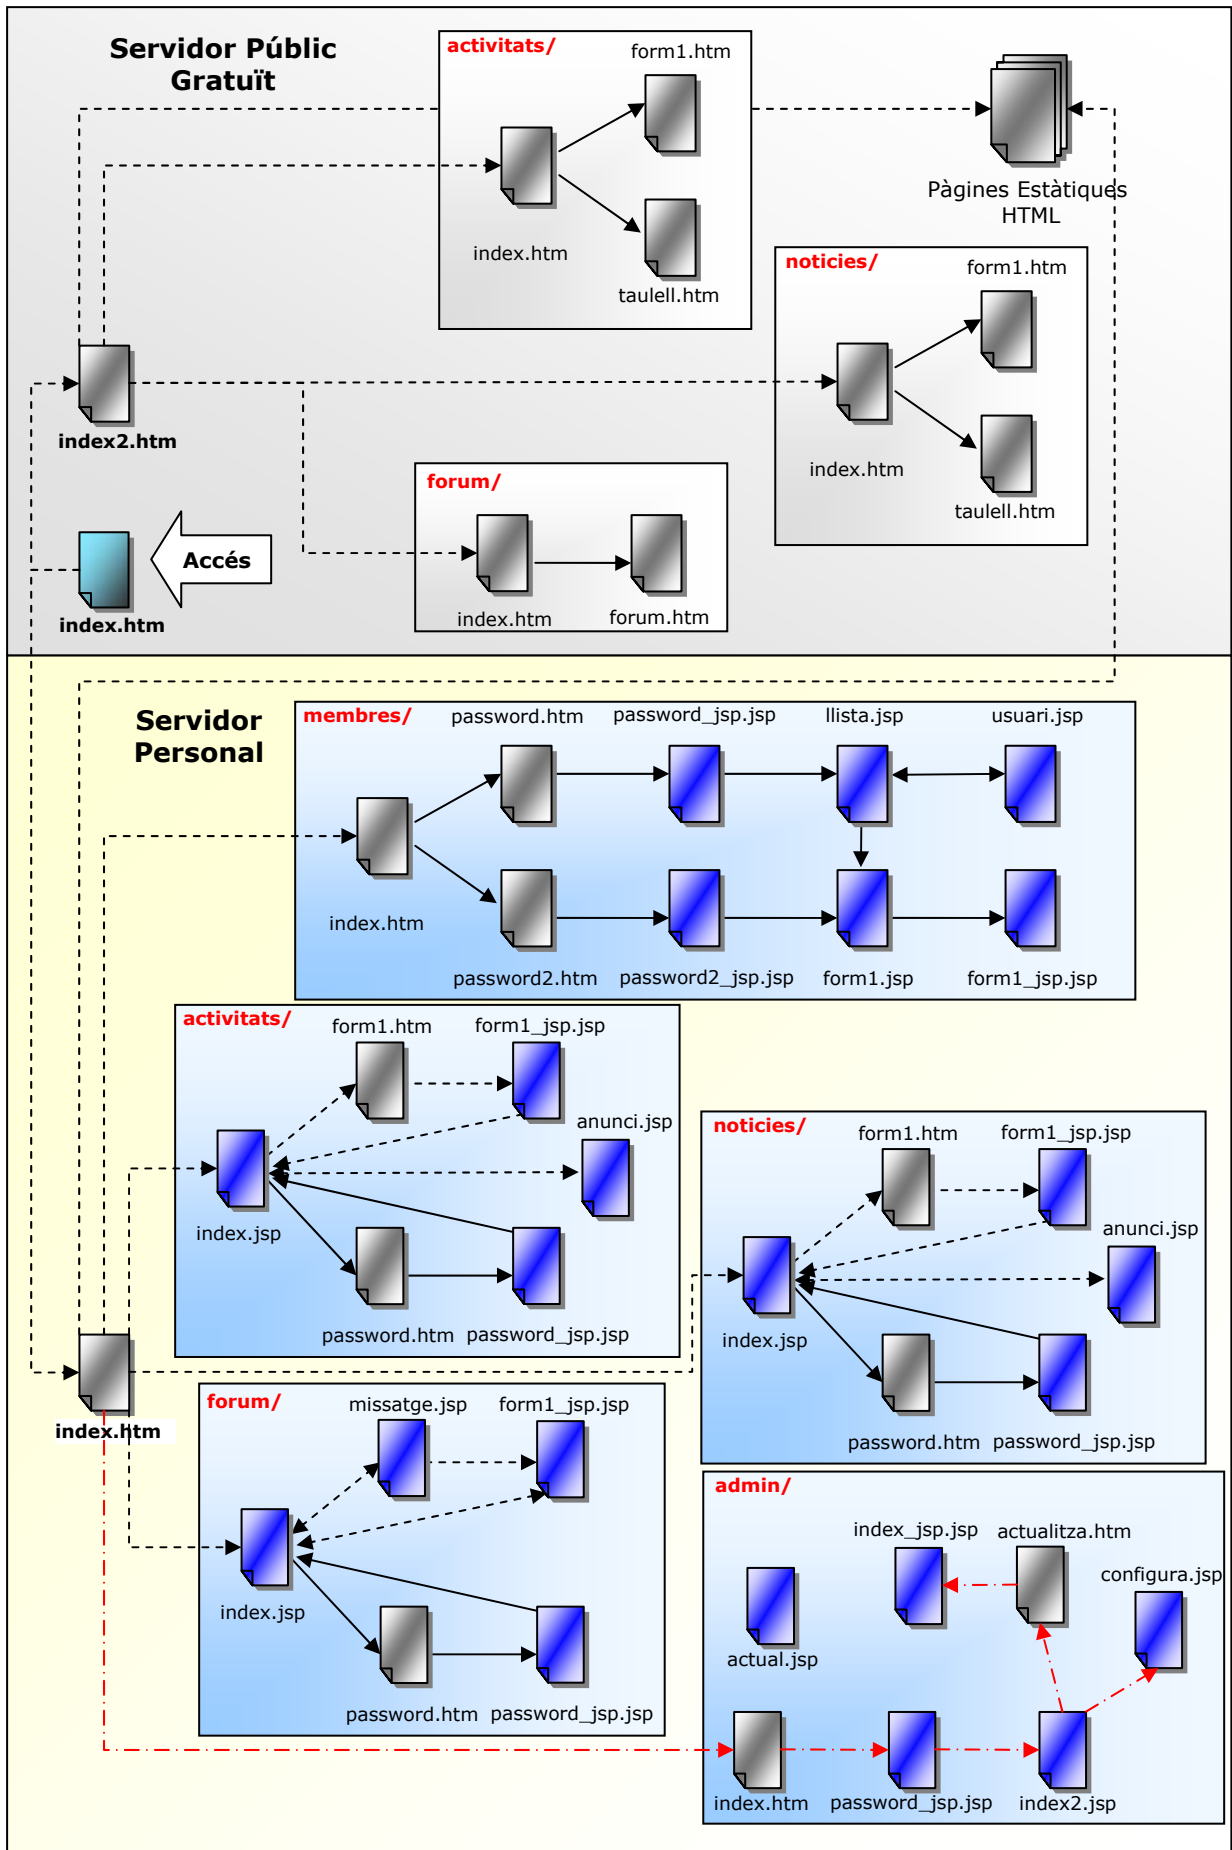 Servidor Públic
Gratuït
activitats/
form1.htm
index.htm
taulell.htm
Pàgines Estàtiques
HTML
noticies/
form1.htm
index.htm
taulell.htm
index2.htm
forum/
index.htm
forum.htm
Accés
index.htm
Servidor
Personal
membres/
password.htm
password_jsp.jsp
llista.jsp
usuari.jsp
index.htm
password2.htm
password2_jsp.jsp
form1.jsp
form1_jsp.jsp
activitats/
form1.htm
form1_jsp.jsp
anunci.jsp
index.jsp
password.htm
password_jsp.jsp
noticies/
form1.htm
form1_jsp.jsp
anunci.jsp
index.jsp
password.htm
password_jsp.jsp
index.htm
forum/
missatge.jsp
form1_jsp.jsp
index.jsp
password.htm
password_jsp.jsp
admin/
index_jsp.jsp
actualitza.htm
configura.jsp
actual.jsp
index.htm
password_jsp.jsp
index2.jsp